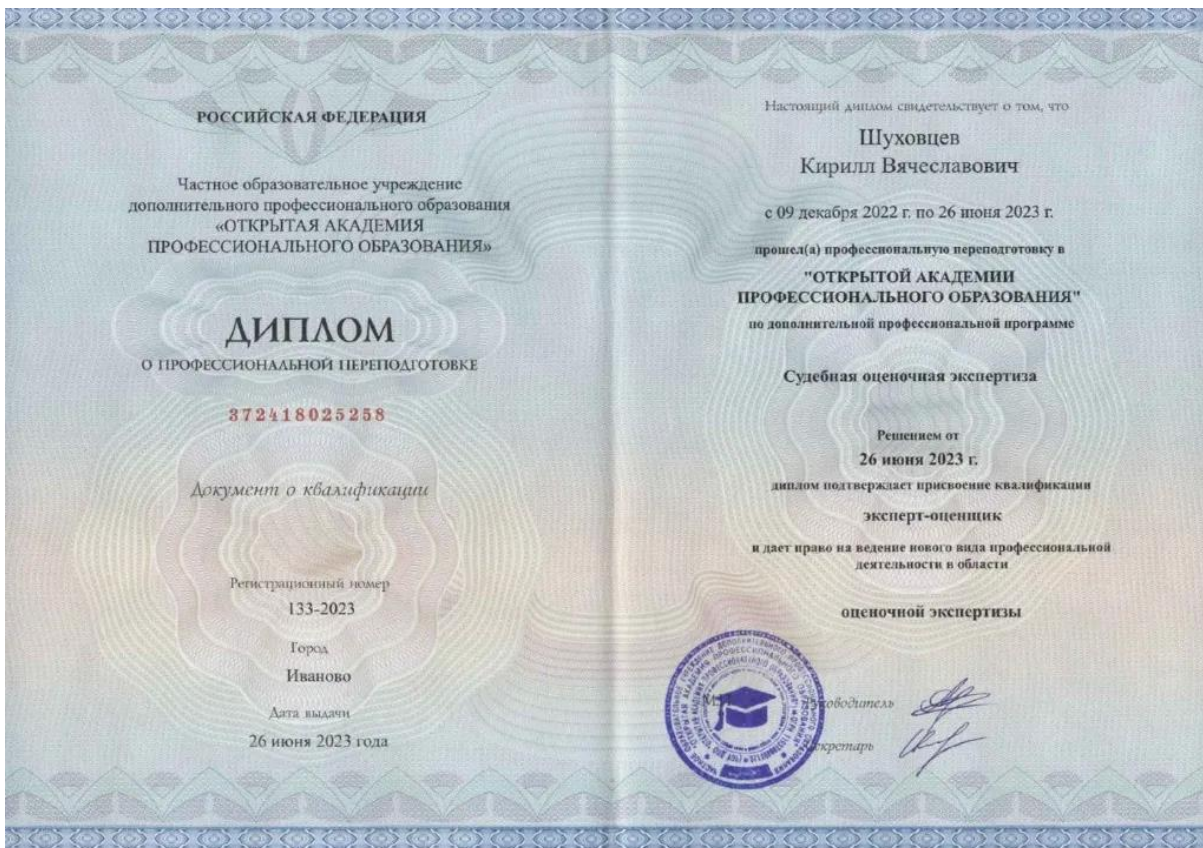 РОССИЙСКАЯ ФЕДЕРАЦИЯ
Частное образовательное учреждение
дополнительного профессионального образования
«ОТКРЫТАЯ АКАДЕМИЯ
ПРОФЕССИОНАЛЬНОГО ОБРАЗОВАНИЯ»
ДИПЛОМ
О ПРОФЕССИОНАЛЬНОЙ ПЕРЕПОДГОТОВКЕ
372418025258
Документ о квалификации
Регистрационный номер
133-2023
Город
Иваново
Дата выдачи
26 июня 2023 года
Настоящий диплом свидетельствует о том, что
Шуховцев
Кирилл Вячеславович
с 09 декабря 2022 г. по 26 июня 2023 г.
прошел(а) профессиональную переподготовку в
"ОТКРЫТОЙ АКАДЕМИИ
ПРОФЕССИОНАЛЬНОГО ОБРАЗОВАНИЯ"
по дополнительной профессиональной программе
Судебная оценочная экспертиза
Решением от
26 июня 2023 г.
диплом подтверждает присвоение квалификации
эксперт-оценщик
и дает право на ведение нового вида профессиональной
деятельности в области
оценочной экспертизы
Руководитель
Секретарь